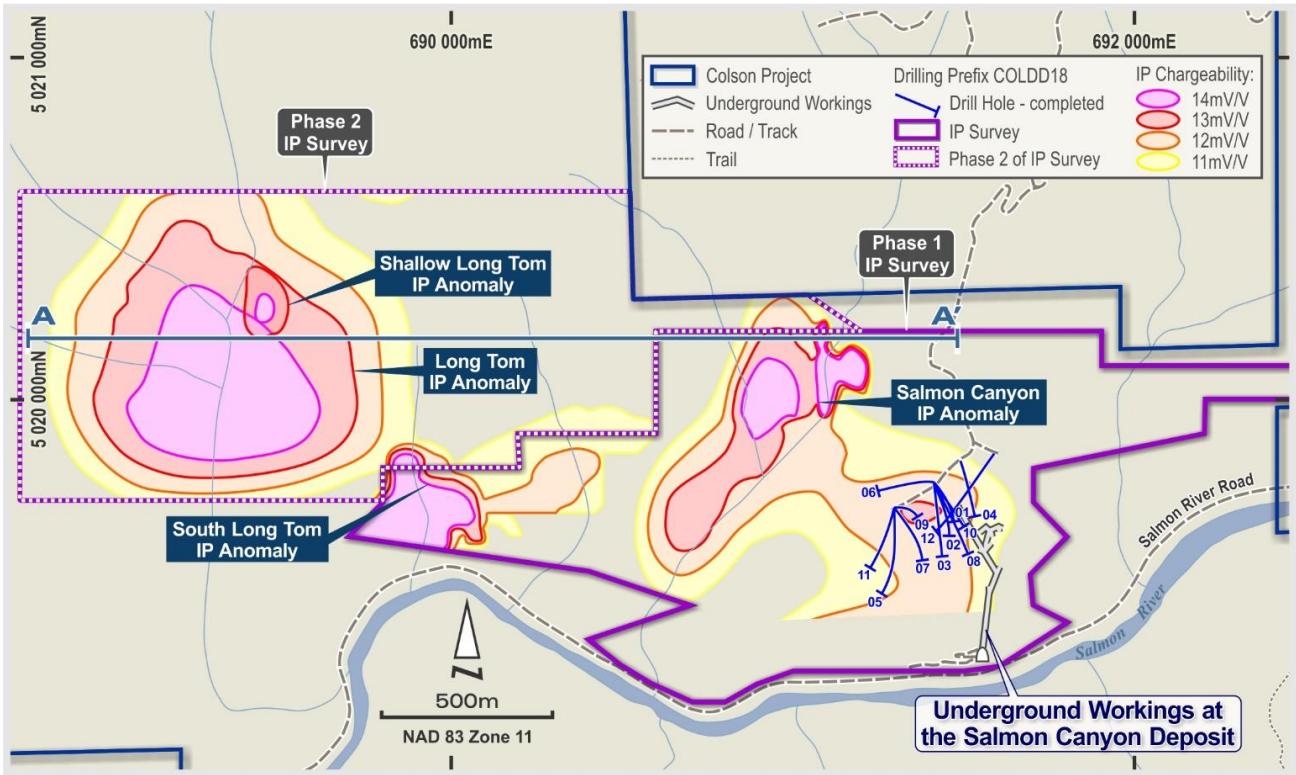 690 000mE
692 000mE
5 021 000mN
Colson Project
Underground Workings
Road / Track
Trail
Drilling Prefix COLDD18
Drill Hole - completed
IP Survey
Phase 2 of IP Survey
IP Chargeability:
14mV/V
13mV/V
12mV/V
11mV/V
Phase 2
IP Survey
Phase 1
IP Survey
Shallow Long Tom
IP Anomaly
A
A'
Long Tom
IP Anomaly
5 020 000mN
Salmon Canyon
IP Anomaly
South Long Tom
IP Anomaly
06
09
01
04
12
02
10
11
07
03
08
05
Salmon River Road
Salmon River
N
500m
NAD 83 Zone 11
Underground Workings at
the Salmon Canyon Deposit